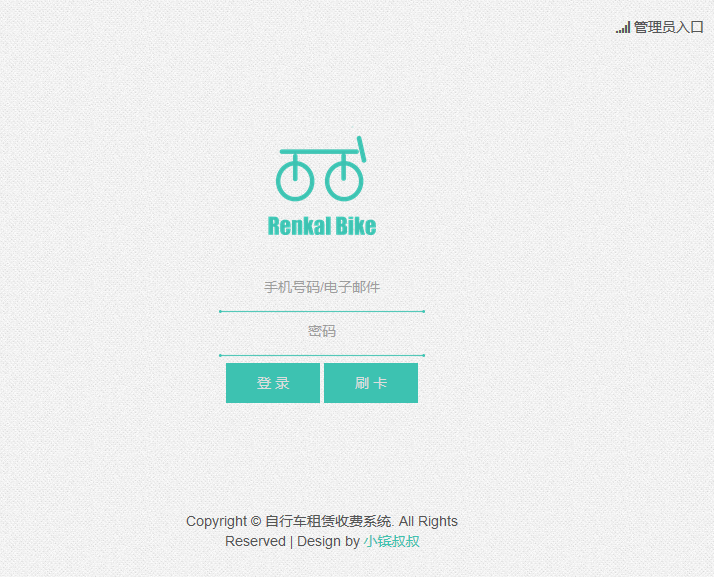 管理员入口
Renkal Bike
手机号码/电子邮件
密码
登 录 刷 卡
Copyright © 自行车租赁收费系统. All Rights
Reserved | Design by 小镔叔叔